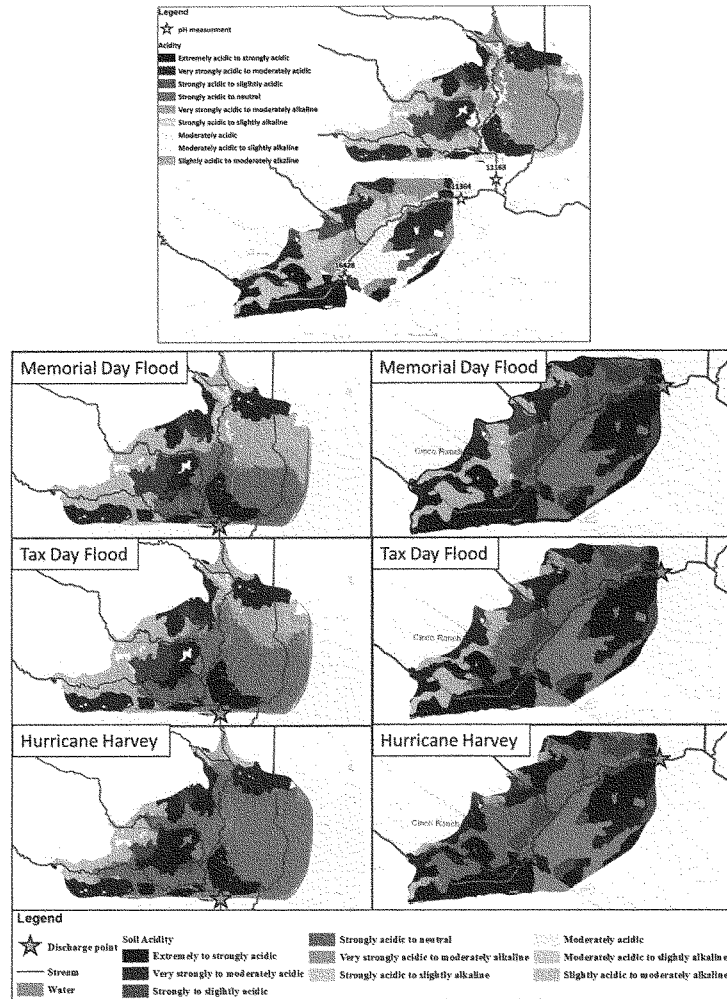 Legend
pH measurment
Acidity
Extremely acidic to strongly acidic
Very strongly acidic to moderately acidic
Strongly acidic to slightly acidic
Strongly acidic to neutral
Very strongly acidic to moderately alkaline
Strongly acidic to slightly alkaline
Moderately acidic
Moderately acidic to slightly alkaline
Slightly acidic to moderately alkaline
11163
11364
16428
Memorial Day Flood
Memorial Day Flood
Cinco Ranch
Tax Day Flood
Tax Day Flood
Cinco Ranch
Hurricane Harvey
Hurricane Harvey
Cinco Ranch
Legend
Discharge point
Stream
Water
Soil Acidity
Extremely to strongly acidic
Very strongly to moderately acidic
Strongly to slightly acidic
Strongly acidic to neutral
Very strongly acidic to moderately alkaline
Strongly acidic to slightly alkaline
Moderately acidic
Moderately acidic to slightly alkaline
Slightly acidic to moderately alkaline